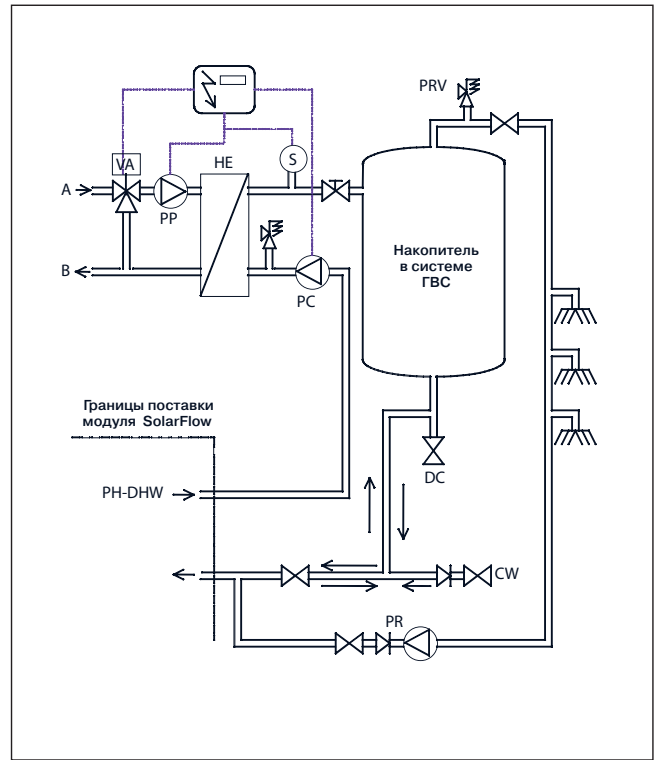 PRV
VA
HE
S
A
PP
B
PC
Накопитель
в системе
ГВС
Границы поставки
модуля SolarFlow
DC
PH-DHW
CW
PR